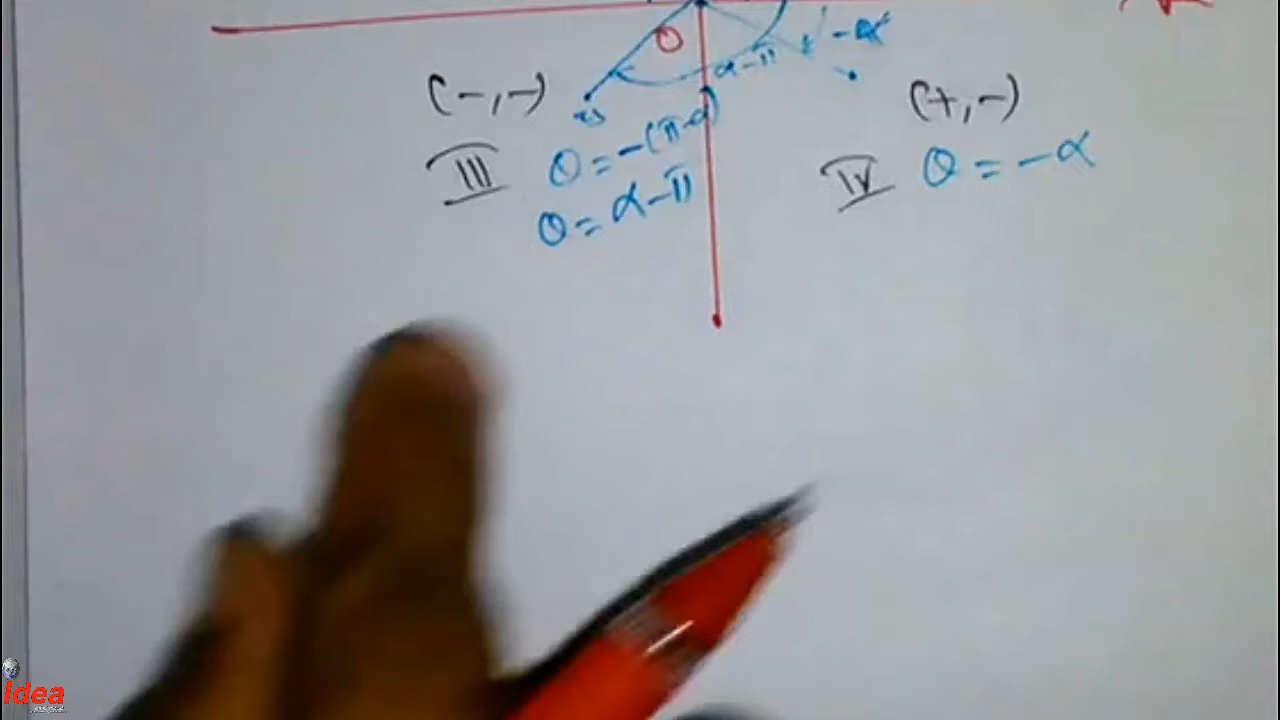 -α
α-π
(-,-)
(+,-)
III
θ = -(π-α)
θ = α-π
IV
θ = -α
Idea